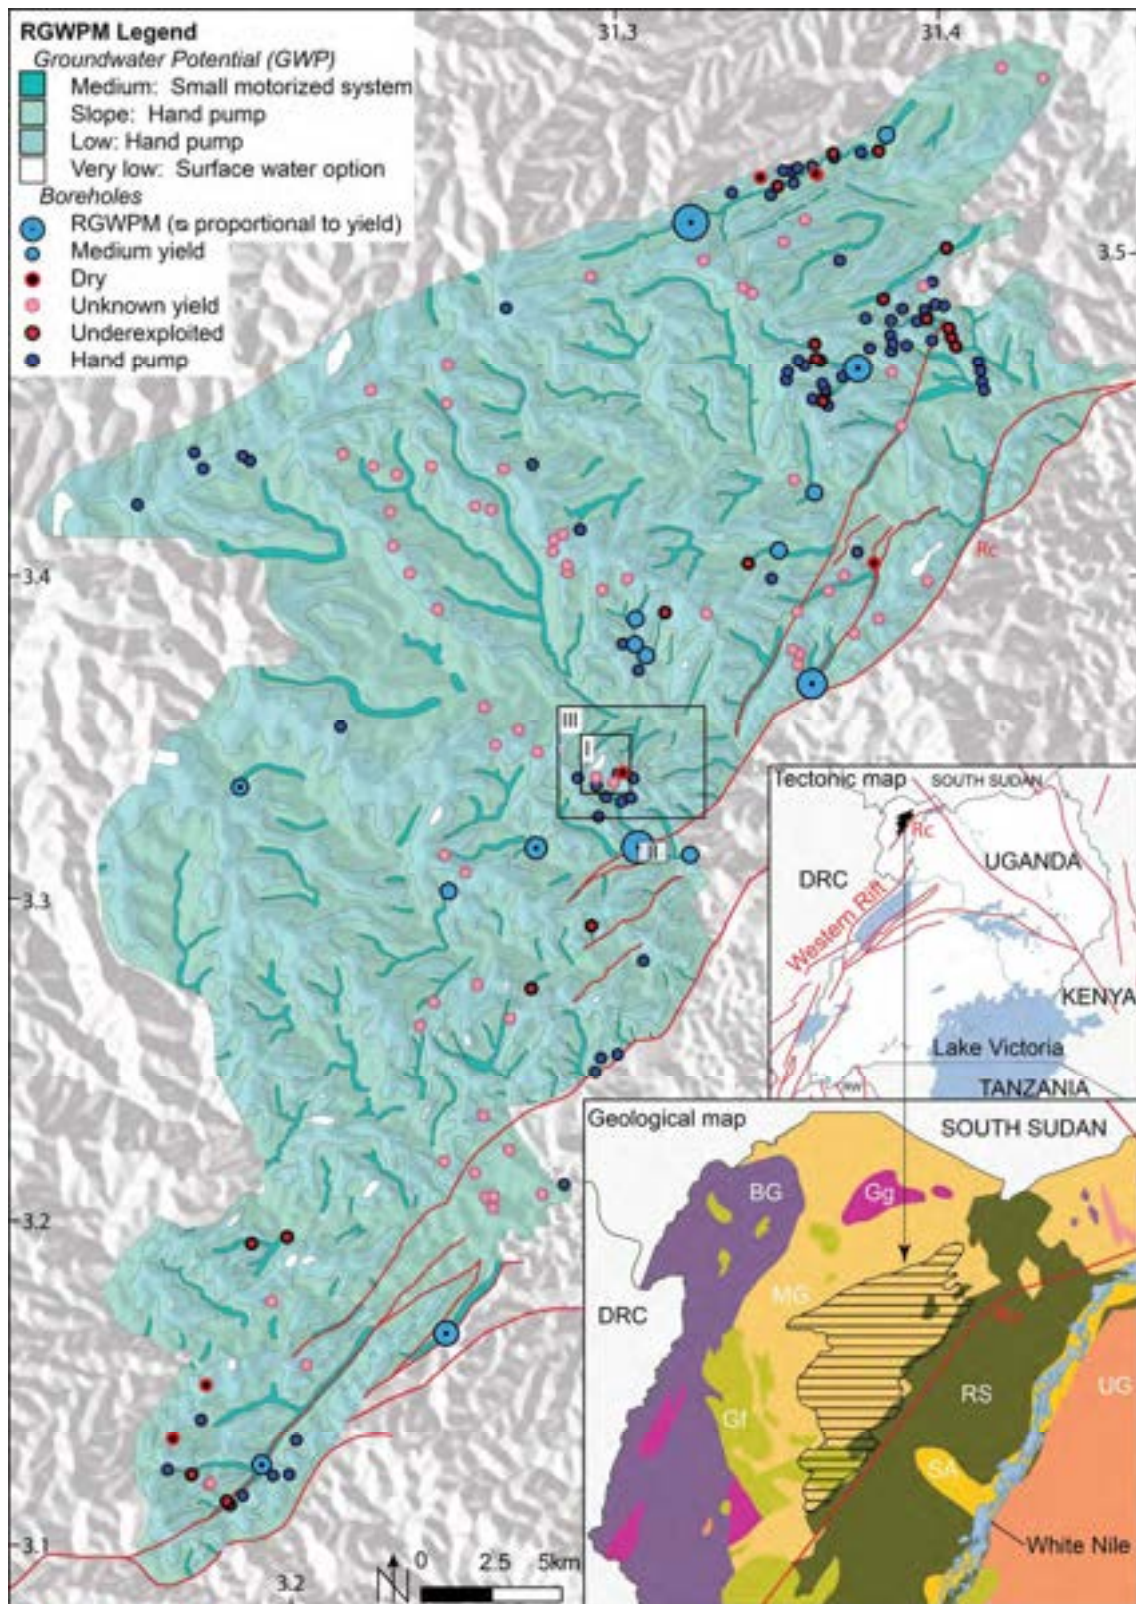 RGWPM Legend
Groundwater Potential (GWP)
Medium: Small motorized system
Slope: Hand pump
Low: Hand pump
Very low: Surface water option
Boreholes
RGWPM (⌀ proportional to yield)
Medium yield
Dry
Unknown yield
Underexploited
Hand pump
31.3
31.4
3.5
Rc
3.4
III
I
II
3.3
3.2
3.1
3.2
N
0 2.5 5km
Tectonic map
SOUTH SUDAN
Rc
DRC
UGANDA
Western Rift
KENYA
Lake Victoria
RW
TANZANIA
Geological map
SOUTH SUDAN
BG
Gg
DRC
MG
Rc
Gf
RS
UG
SA
White Nile